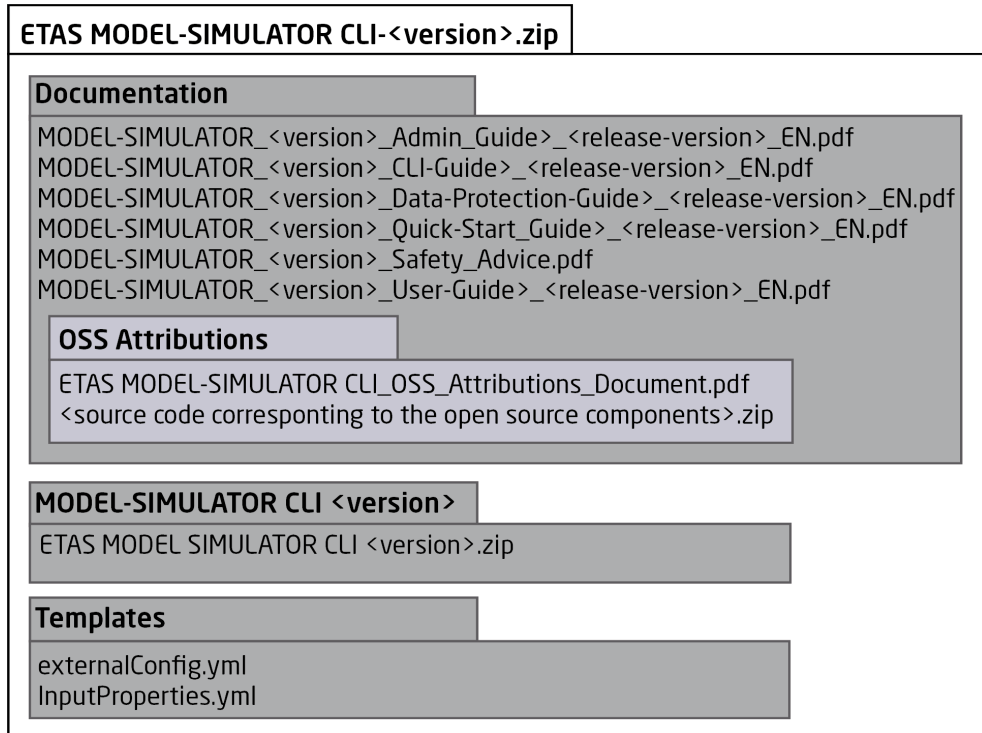 ETAS MODEL-SIMULATOR CLI-<version>.zip
Documentation
MODEL-SIMULATOR_<version>_Admin_Guide>_<release-version>_EN.pdf
MODEL-SIMULATOR_<version>_CLI-Guide>_<release-version>_EN.pdf
MODEL-SIMULATOR_<version>_Data-Protection-Guide>_<release-version>_EN.pdf
MODEL-SIMULATOR_<version>_Quick-Start_Guide>_<release-version>_EN.pdf
MODEL-SIMULATOR_<version>_Safety_Advice.pdf
MODEL-SIMULATOR_<version>_User-Guide>_<release-version>_EN.pdf
OSS Attributions
ETAS MODEL-SIMULATOR CLI_OSS_Attributions_Document.pdf
<source code corresponting to the open source components>.zip
MODEL-SIMULATOR CLI <version>
ETAS MODEL SIMULATOR CLI <version>.zip
Templates
externalConfig.yml
InputProperties.yml